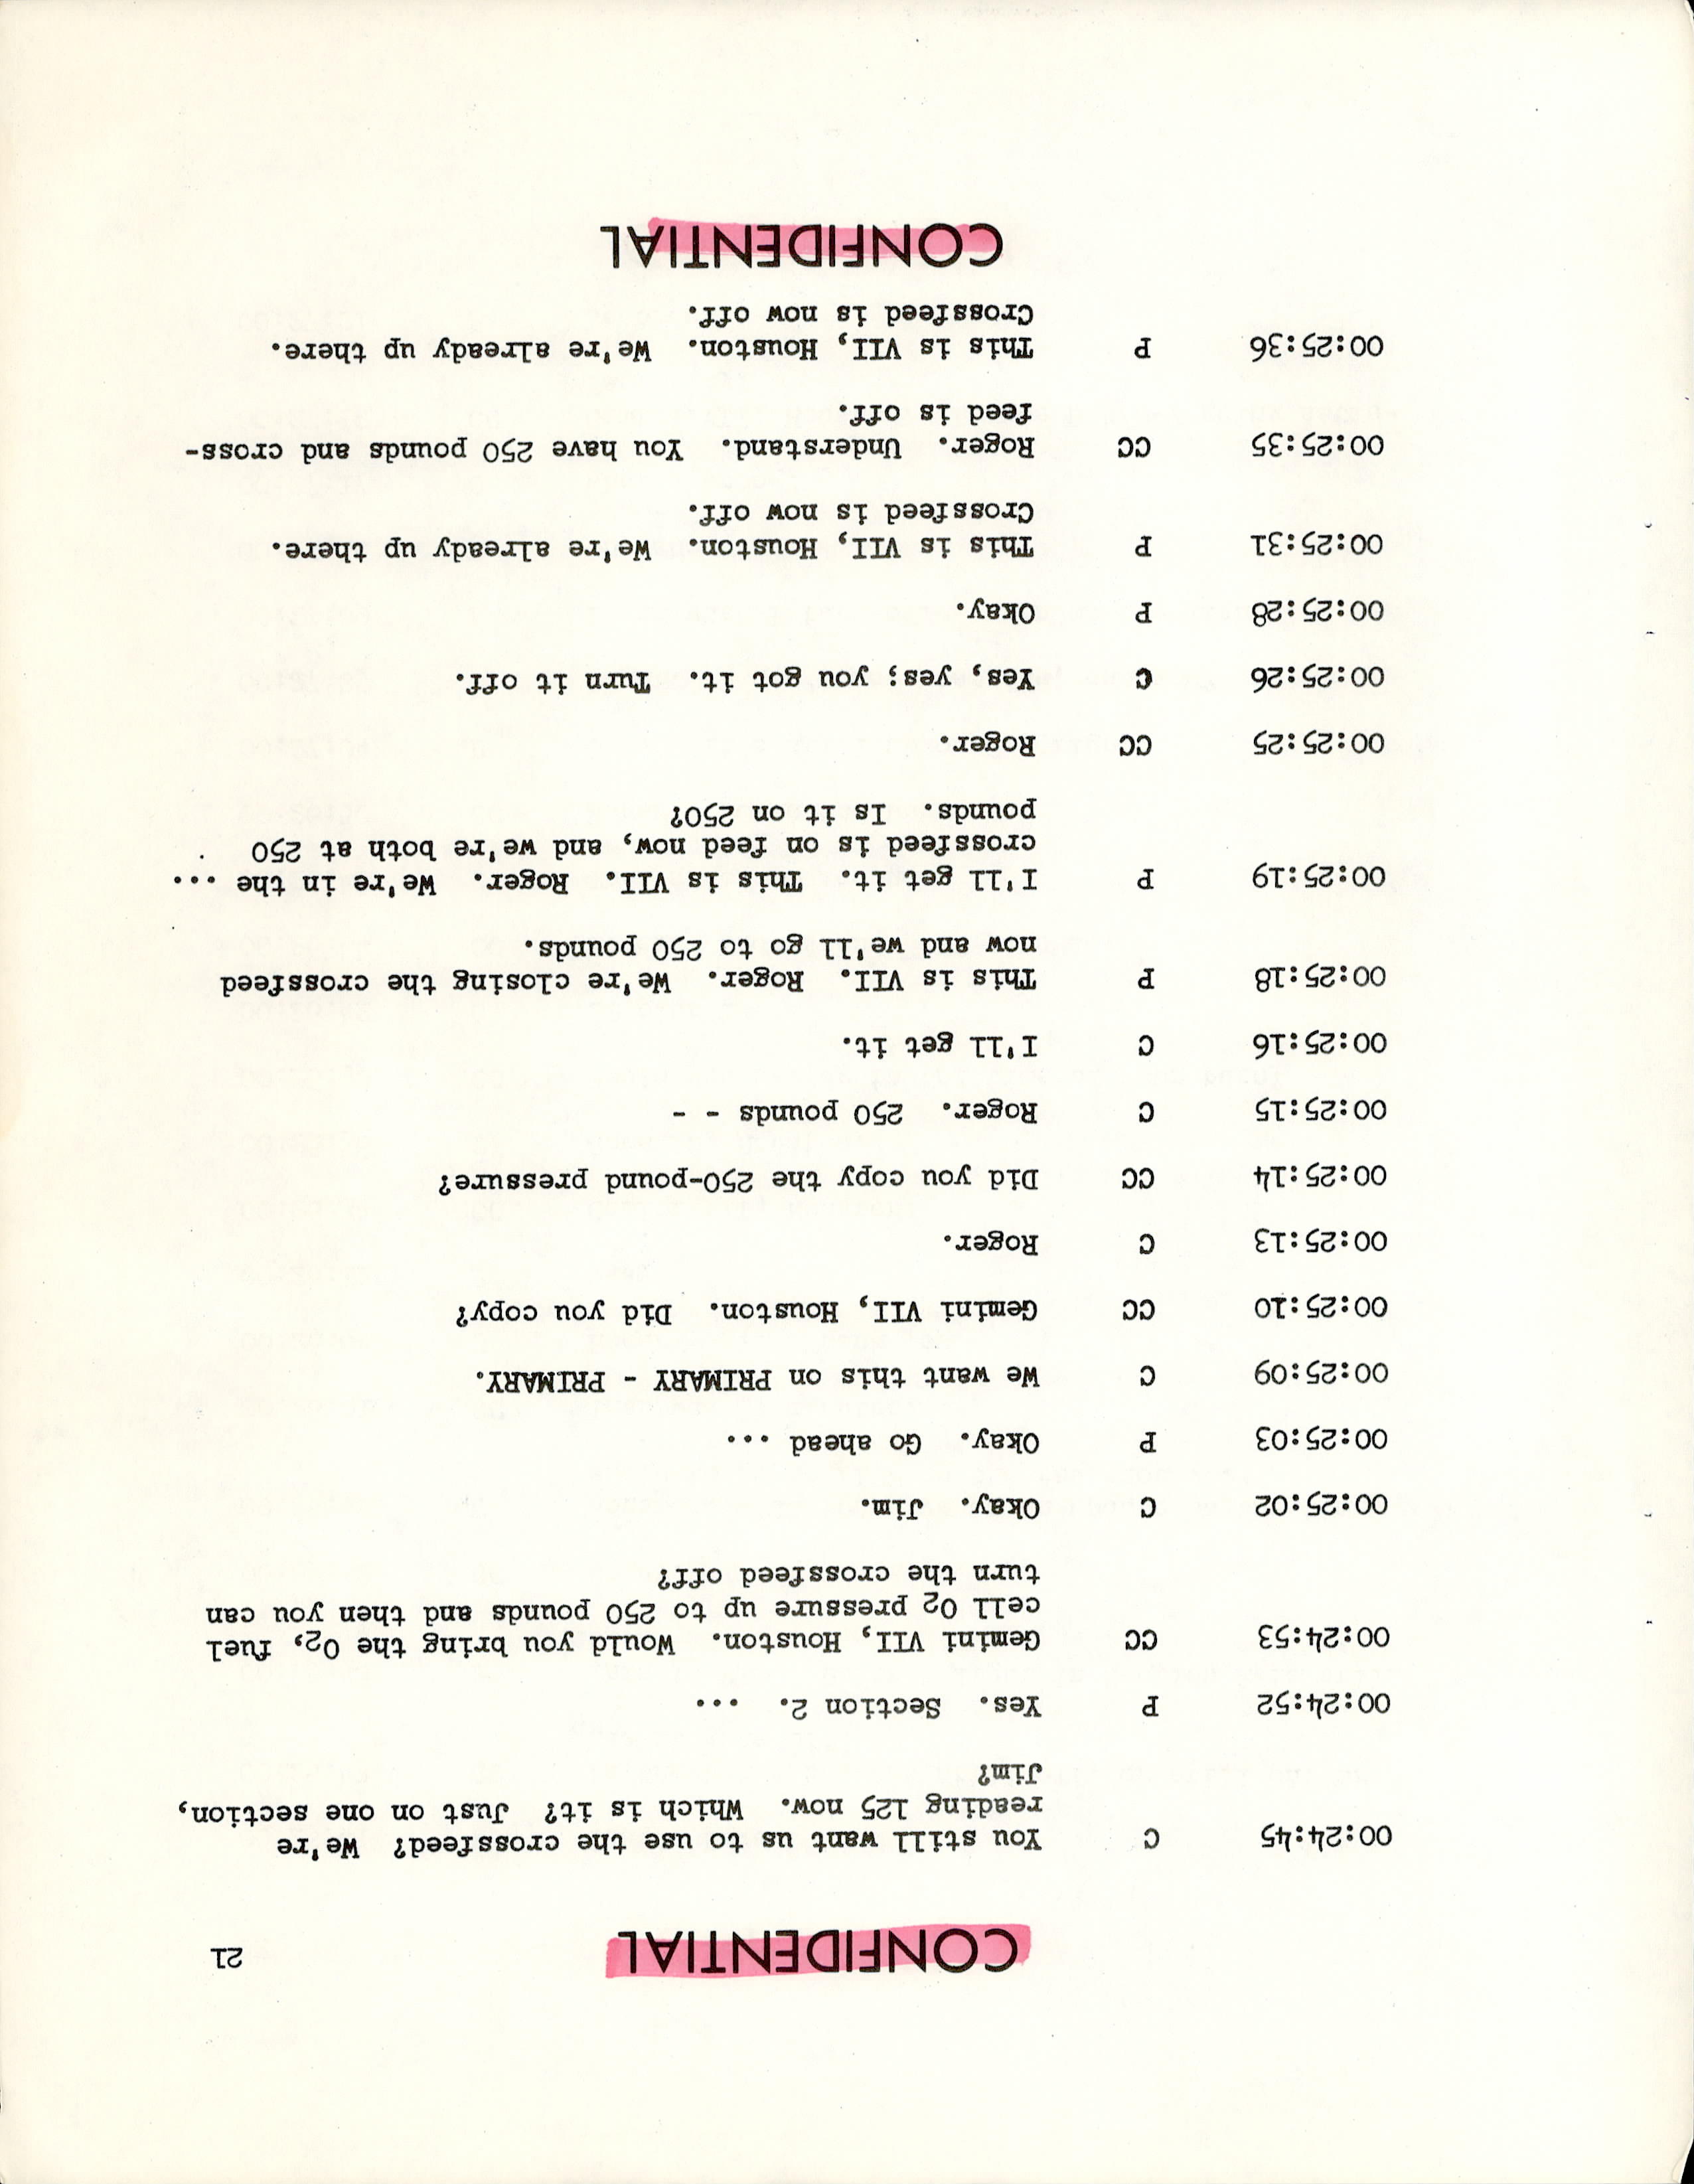 CONFIDENTIAL 21
00:24:45 C You still want us to use the crossfeed? We're
reading 125 now. Which is it? Just on one section,
Jim?
00:24:52 P Yes. Section 2. ...
00:24:53 CC Gemini VII, Houston. Would you bring the O2, fuel
cell O2 pressure up to 250 pounds and then you can
turn the crossfeed off?
00:25:02 C Okay. Jim.
00:25:03 P Okay. Go ahead ...
00:25:09 C We want this on PRIMARY - PRIMARY.
00:25:10 CC Gemini VII, Houston. Did you copy?
00:25:13 C Roger.
00:25:14 CC Did you copy the 250-pound pressure?
00:25:15 C Roger. 250 pounds - -
00:25:16 C I'll get it.
00:25:18 P This is VII. Roger. We're closing the crossfeed
now and we'll go to 250 pounds.
00:25:19 P I'll get it. This is VII. Roger. We're in the ...
crossfeed is on feed now, and we're both at 250
pounds. Is it on 250?
00:25:25 CC Roger.
00:25:26 C Yes, yes; you got it. Turn it off.
00:25:28 P Okay.
00:25:31 P This is VII, Houston. We're already up there.
Crossfeed is now off.
00:25:35 CC Roger. Understand. You have 250 pounds and cross-
feed is off.
00:25:36 P This is VII, Houston. We're already up there.
Crossfeed is now off.
CONFIDENTIAL